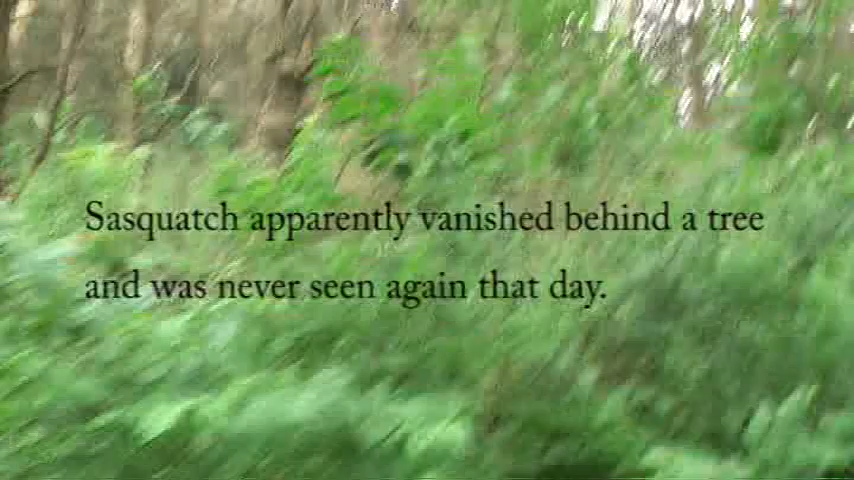 Sasquatch apparently vanished behind a tree
and was never seen again that day.